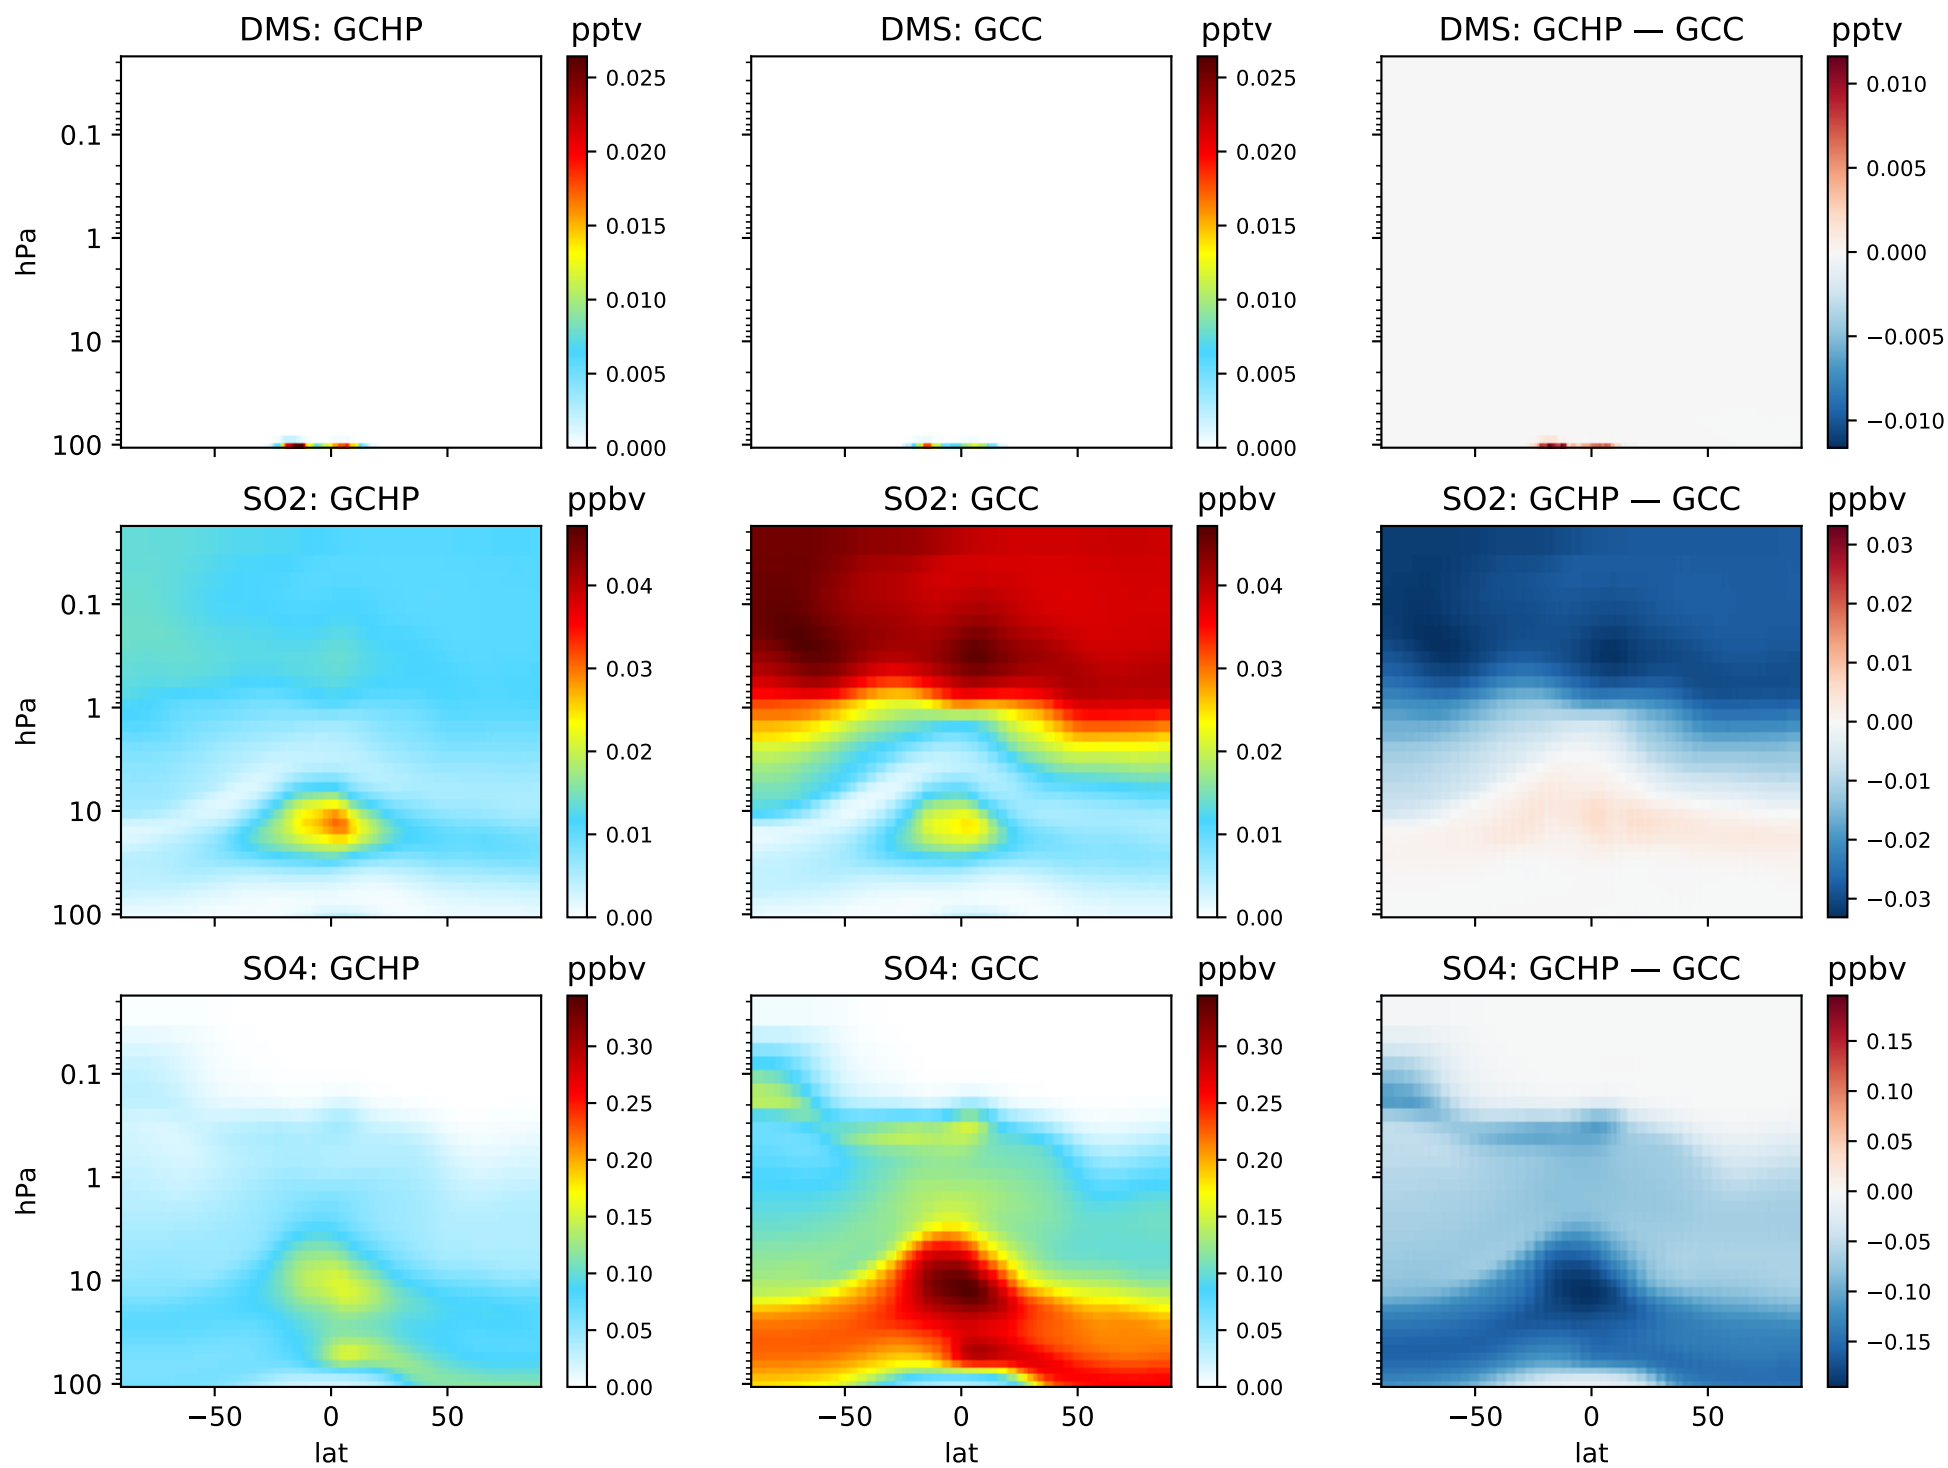 DMS: GCHP pptv DMS: GCC pptv DMS: GCHP — GCC pptv
0.025 0.025 0.010
0.1 0.020 0.020 0.005
hPa 1 0.015 0.015 0.000
10 0.010 0.010 −0.005
0.005 0.005 −0.010
100 0.000 0.000
SO2: GCHP ppbv SO2: GCC ppbv SO2: GCHP — GCC ppbv
0.03
0.1 0.04 0.04 0.02
0.03 0.03 0.01
hPa 1 0.02 0.02 0.00
10 0.01 0.01 −0.01
−0.02
100 0.00 0.00 −0.03
SO4: GCHP ppbv SO4: GCC ppbv SO4: GCHP — GCC ppbv
0.30 0.30 0.15
0.1 0.25 0.25 0.10
0.20 0.20 0.05
hPa 1 0.15 0.15 0.00
10 0.10 0.10 −0.05
0.05 0.05 −0.10
100 0.00 0.00 −0.15
−50 0 50 −50 0 50 −50 0 50
lat lat lat